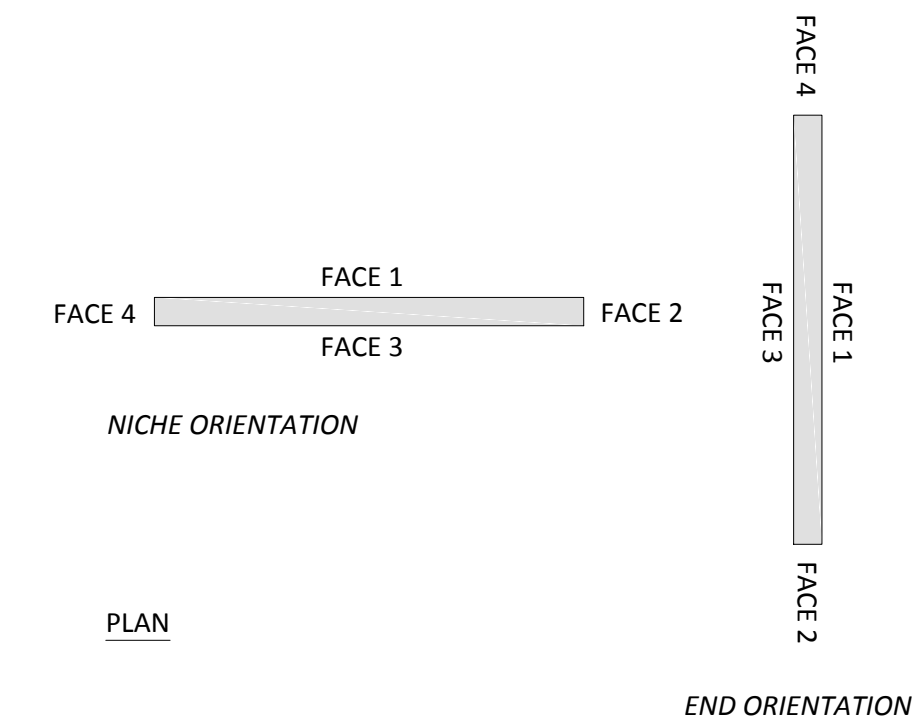 FACE 4
FACE 1
FACE 4
FACE 2
FACE 3
FACE 3
FACE 1
NICHE ORIENTATION
FACE 2
PLAN
END ORIENTATION